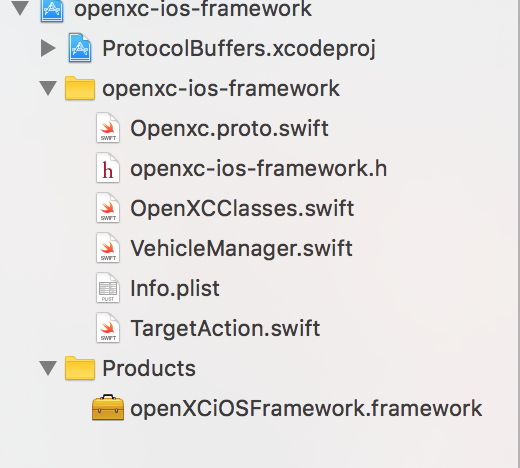 openxc-ios-framework
ProtocolBuffers.xcodeproj
openxc-ios-framework
Openxc.proto.swift
h openxc-ios-framework.h
OpenXCClasses.swift
VehicleManager.swift
Info.plist
TargetAction.swift
Products
openXCiOSFramework.framework